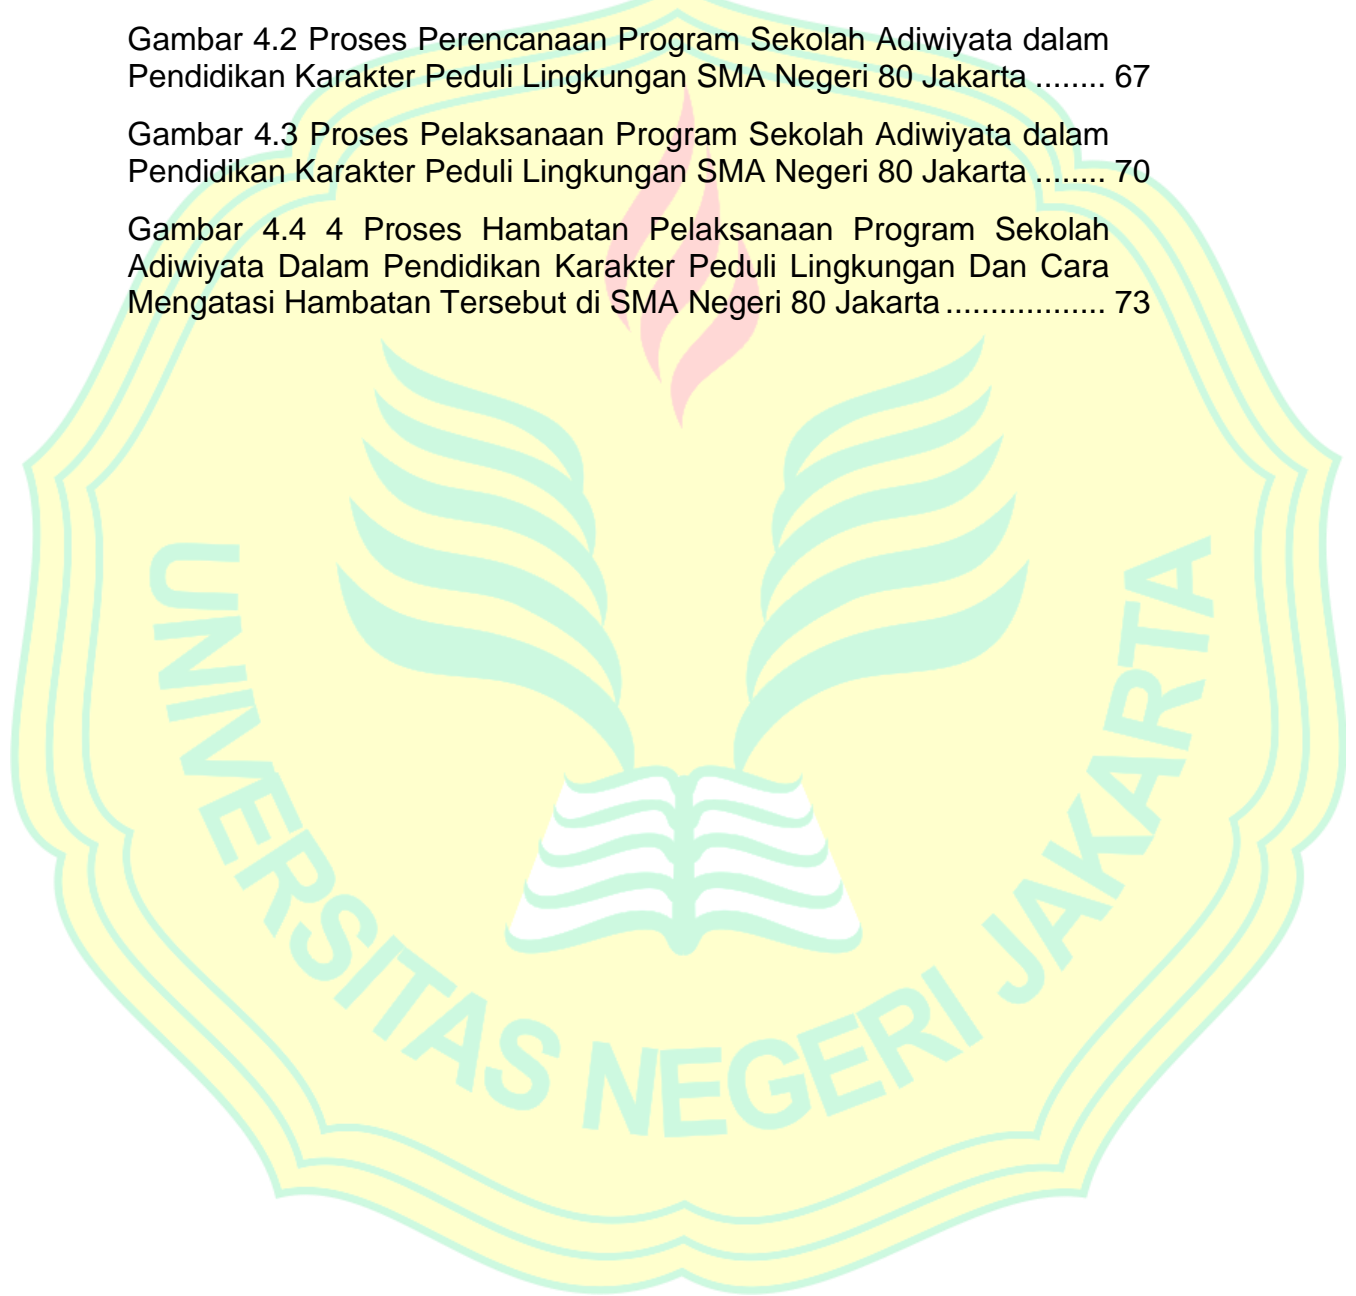 Gambar 4.2 Proses Perencanaan Program Sekolah Adiwiyata dalam
Pendidikan Karakter Peduli Lingkungan SMA Negeri 80 Jakarta ........ 67
Gambar 4.3 Proses Pelaksanaan Program Sekolah Adiwiyata dalam
Pendidikan Karakter Peduli Lingkungan SMA Negeri 80 Jakarta ........ 70
Gambar 4.4 4 Proses Hambatan Pelaksanaan Program Sekolah
Adiwiyata Dalam Pendidikan Karakter Peduli Lingkungan Dan Cara
Mengatasi Hambatan Tersebut di SMA Negeri 80 Jakarta .................. 73
UNIVERSITAS NEGERI JAKARTA